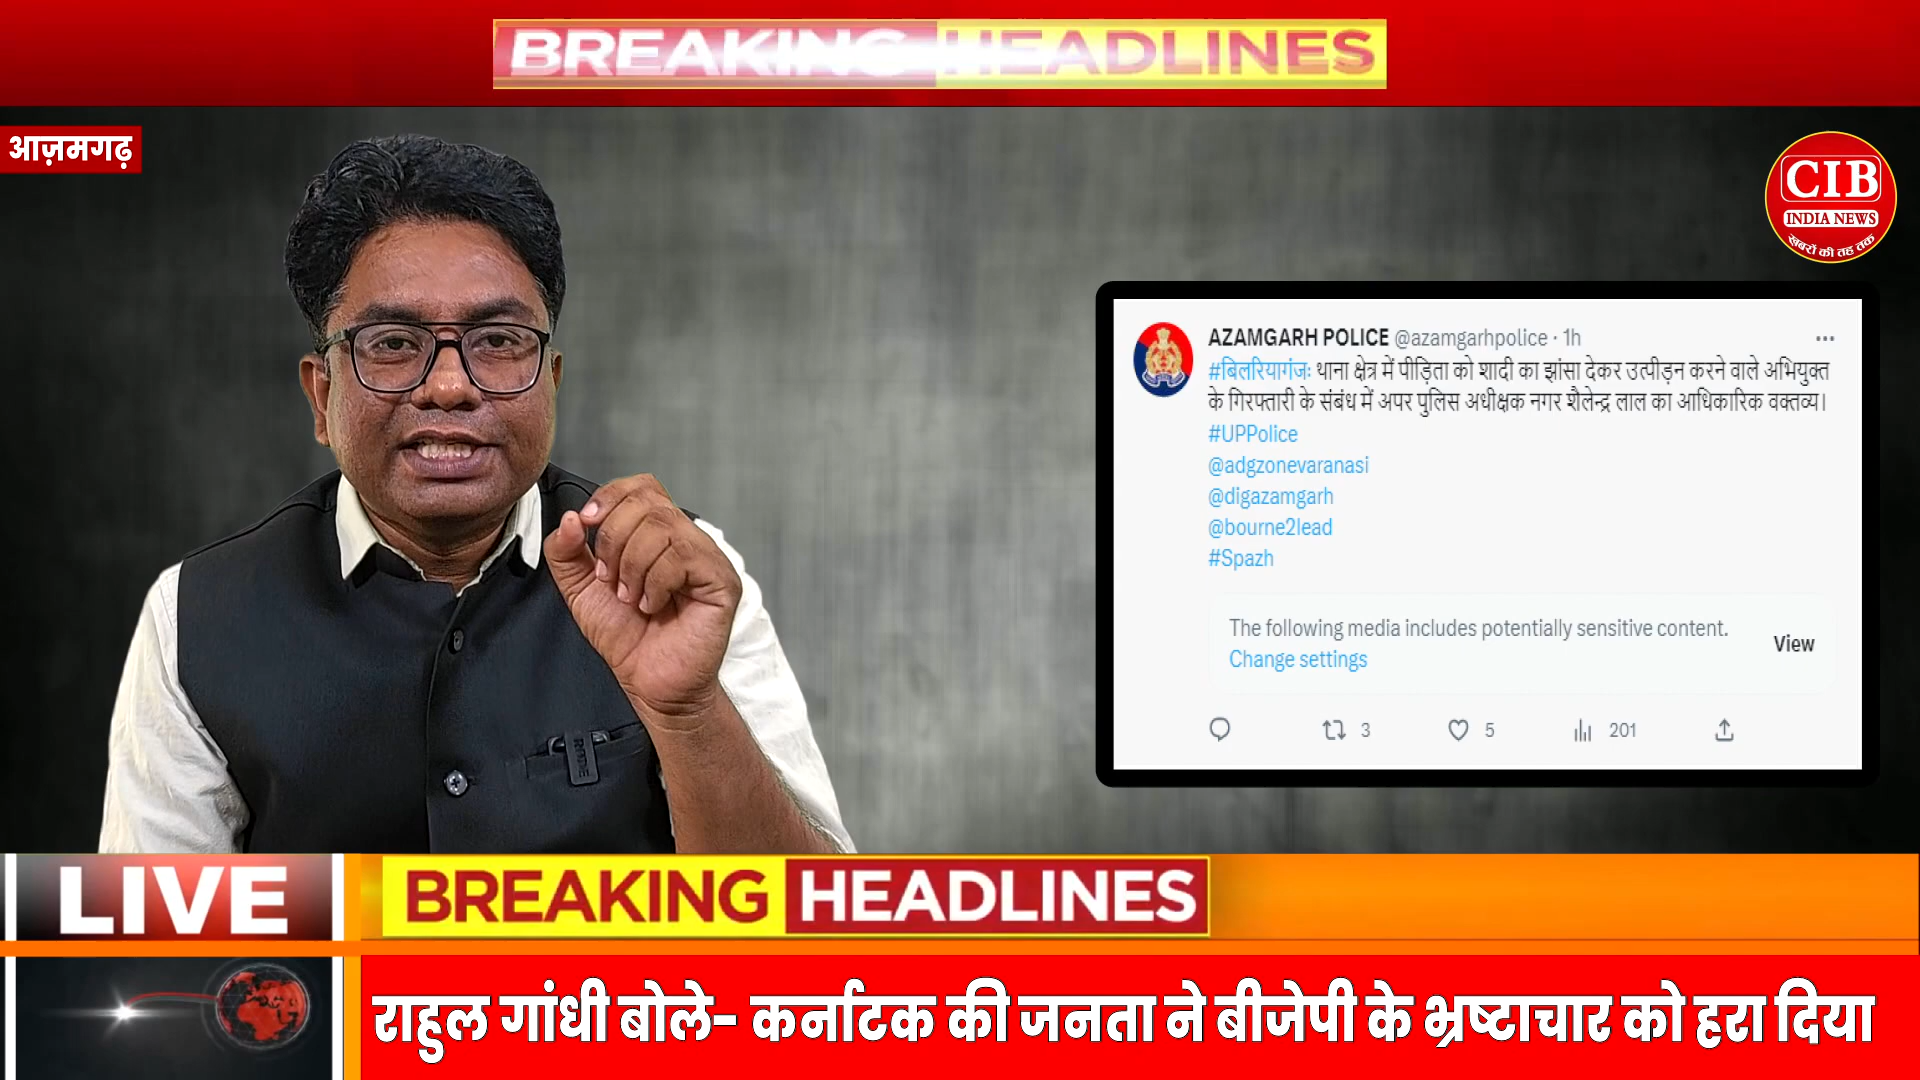 BREAKING HEADLINES
आज़मगढ़
CIB
INDIA NEWS
ख़बरों की तह तक
AZAMGARH POLICE @azamgarhpolice · 1h
#बिलरियागंजः थाना क्षेत्र में पीड़िता को शादी का झांसा देकर उत्पीड़न करने वाले अभियुक्त
के गिरफ्तारी के संबंध में अपर पुलिस अधीक्षक नगर शैलेन्द्र लाल का आधिकारिक वक्तव्य।
#UPPolice
@adgzonevaranasi
@digazamgarh
@bourne2lead
#Spazh
The following media includes potentially sensitive content.
Change settings
View
3 5 201
LIVE
BREAKING HEADLINES
राहुल गांधी बोले- कर्नाटक की जनता ने बीजेपी के भ्रष्टाचार को हरा दिया